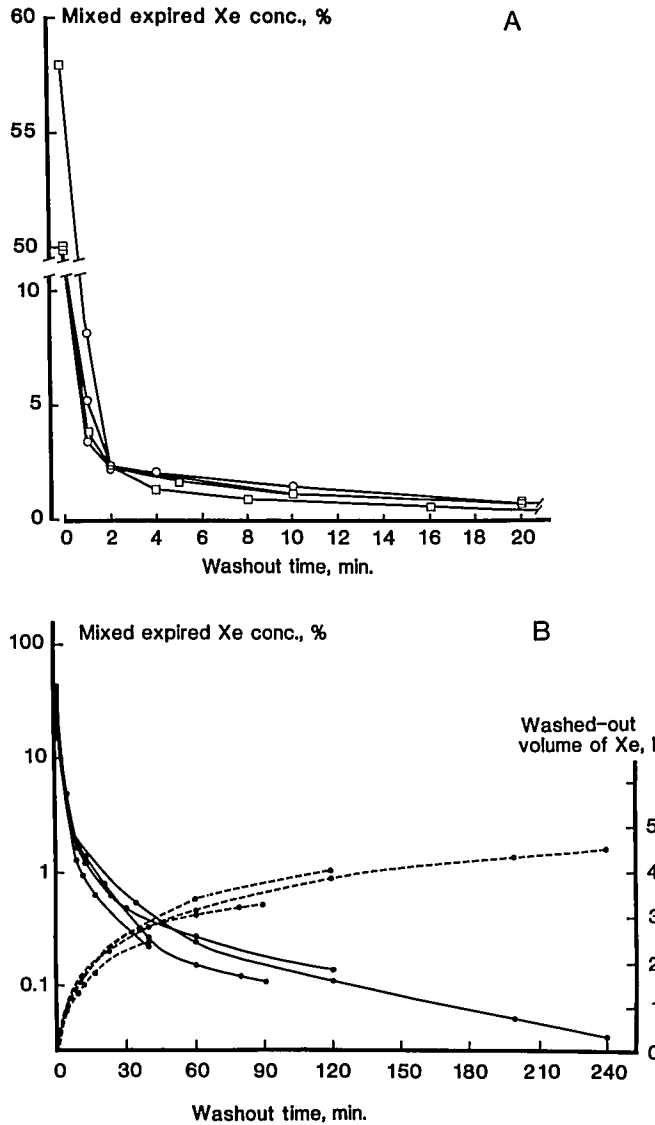 60 Mixed expired Xe conc., % A
55
50
10
5
0
0 2 4 6 8 10 12 14 16 18 20
Washout time, min.
100 Mixed expired Xe conc., % B
Washed-out
volume of Xe,
10
5
1 4
3
2
0.1 1
0
0 30 60 90 120 150 180 210 240
Washout time, min.